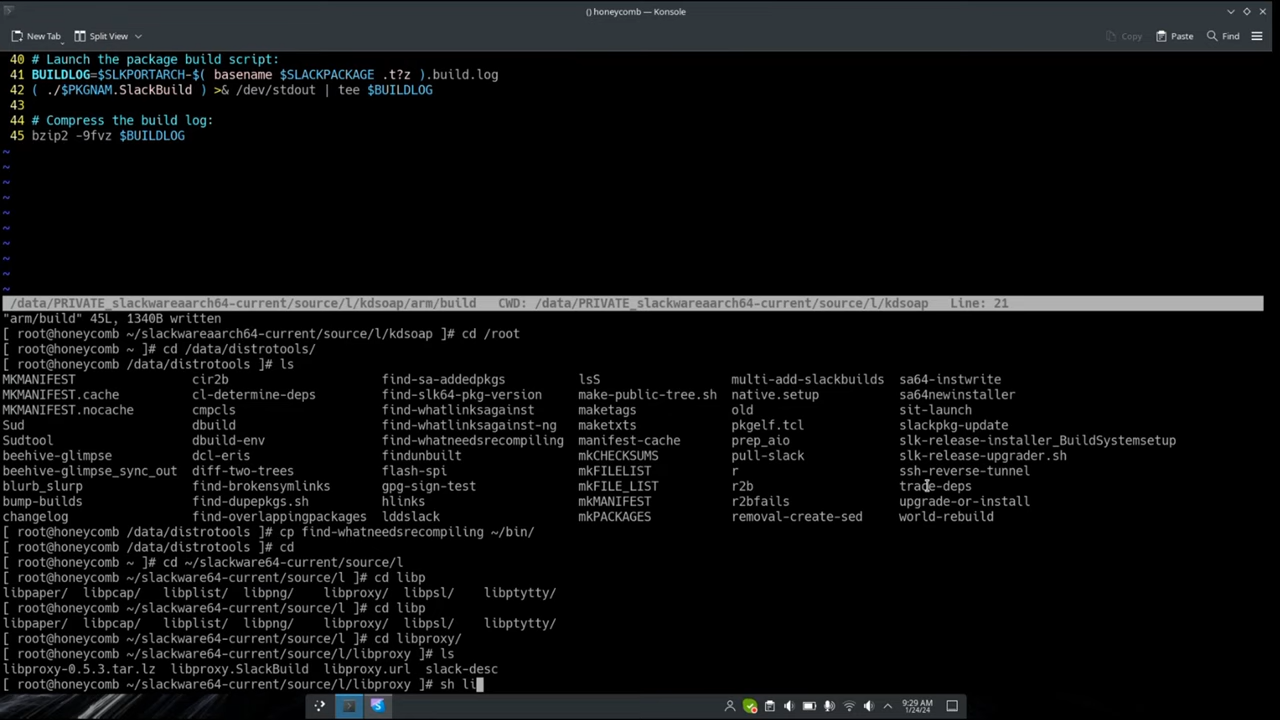 () honeycomb — Konsole
New Tab Split View Copy Paste Find
40 # Launch the package build script:
41 BUILDLOG=$SLKPORTARCH-$( basename $SLACKPACKAGE .t?z ).build.log
42 ( ./$PKGNAM.SlackBuild ) >& /dev/stdout | tee $BUILDLOG
43
44 # Compress the build log:
45 bzip2 -9fvz $BUILDLOG
~
~
~
~
~
~
~
~
~
/data/PRIVATE_slackwareaarch64-current/source/l/kdsoap/arm/build CWD: /data/PRIVATE_slackwareaarch64-current/source/l/kdsoap Line: 21
"arm/build" 45L, 1340B written
[ root@honeycomb ~/slackwareaarch64-current/source/l/kdsoap ]# cd /root
[ root@honeycomb ~ ]# cd /data/distrotools/
[ root@honeycomb /data/distrotools ]# ls
MKMANIFEST cir2b find-sa-addedpkgs lsS multi-add-slackbuilds sa64-instwrite
MKMANIFEST.cache cl-determine-deps find-slk64-pkg-version make-public-tree.sh native.setup sa64newinstaller
MKMANIFEST.nocache cmpcls find-whatlinksagainst maketags old sit-launch
Sud dbuild find-whatlinksagainst-ng maketxts pkgelf.tcl slackpkg-update
Sudtool dbuild-env find-whatneedsrecompiling manifest-cache prep_aio slk-release-installer_BuildSystemsetup
beehive-glimpse dcl-eris findunbuilt mkCHECKSUMS pull-slack slk-release-upgrader.sh
beehive-glimpse_sync_out diff-two-trees flash-spi mkFILELIST r ssh-reverse-tunnel
blurb_slurp find-brokensymlinks gpg-sign-test mkFILE_LIST r2b trade-deps
bump-builds find-dupepkgs.sh hlinks mkMANIFEST r2bfails upgrade-or-install
changelog find-overlappingpackages lddslack mkPACKAGES removal-create-sed world-rebuild
[ root@honeycomb /data/distrotools ]# cp find-whatneedsrecompiling ~/bin/
[ root@honeycomb /data/distrotools ]# cd
[ root@honeycomb ~ ]# cd ~/slackware64-current/source/l
[ root@honeycomb ~/slackware64-current/source/l ]# cd libp
libpaper/ libpcap/ libplist/ libpng/ libproxy/ libpsl/ libptytty/
[ root@honeycomb ~/slackware64-current/source/l ]# cd libp
libpaper/ libpcap/ libplist/ libpng/ libproxy/ libpsl/ libptytty/
[ root@honeycomb ~/slackware64-current/source/l ]# cd libproxy/
[ root@honeycomb ~/slackware64-current/source/l/libproxy ]# ls
libproxy-0.5.3.tar.lz libproxy.SlackBuild libproxy.url slack-desc
[ root@honeycomb ~/slackware64-current/source/l/libproxy ]# sh li
9:29 AM
1/24/24